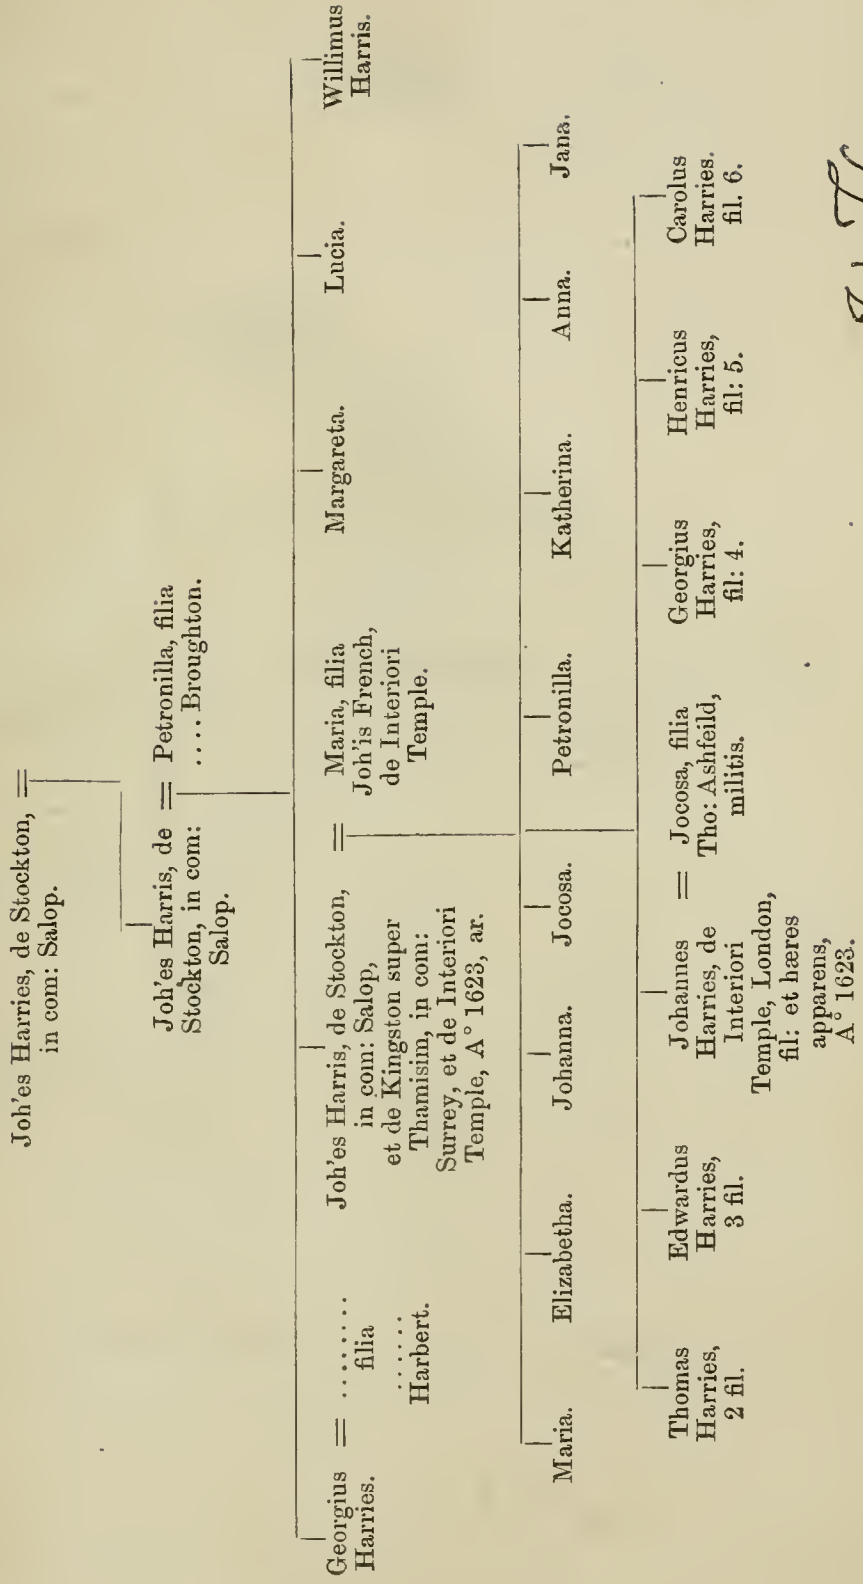 Joh'es Harries, de Stockton, =
in com: Salop.
Joh'es Harris, de = Petronilla, filia
Stockton, in com: .... Broughton.
Salop.
Georgius = .........
Harries. filia
......
Harbert.
Joh'es Harris, de Stockton, =
in com: Salop,
et de Kingston super
Thamisim, in com:
Surrey, et de Interiori
Temple, A° 1623, ar.
Maria, filia
Joh'is French,
de Interiori
Temple.
Margareta.
Lucia.
Willimus
Harris.
Maria.
Elizabetha.
Johanna.
Jocosa.
Petronilla.
Katherina.
Anna.
Jana.
Thomas
Harries,
2 fil.
Edwardus
Harries,
3 fil.
Johannes =
Harries, de
Interiori
Temple, London,
fil: et hæres
apparens,
A° 1623.
Jocosa, filia
Tho: Ashfeild,
militis.
Georgius
Harries,
fil: 4.
Henricus
Harries,
fil: 5.
Carolus
Harries.
fil. 6.